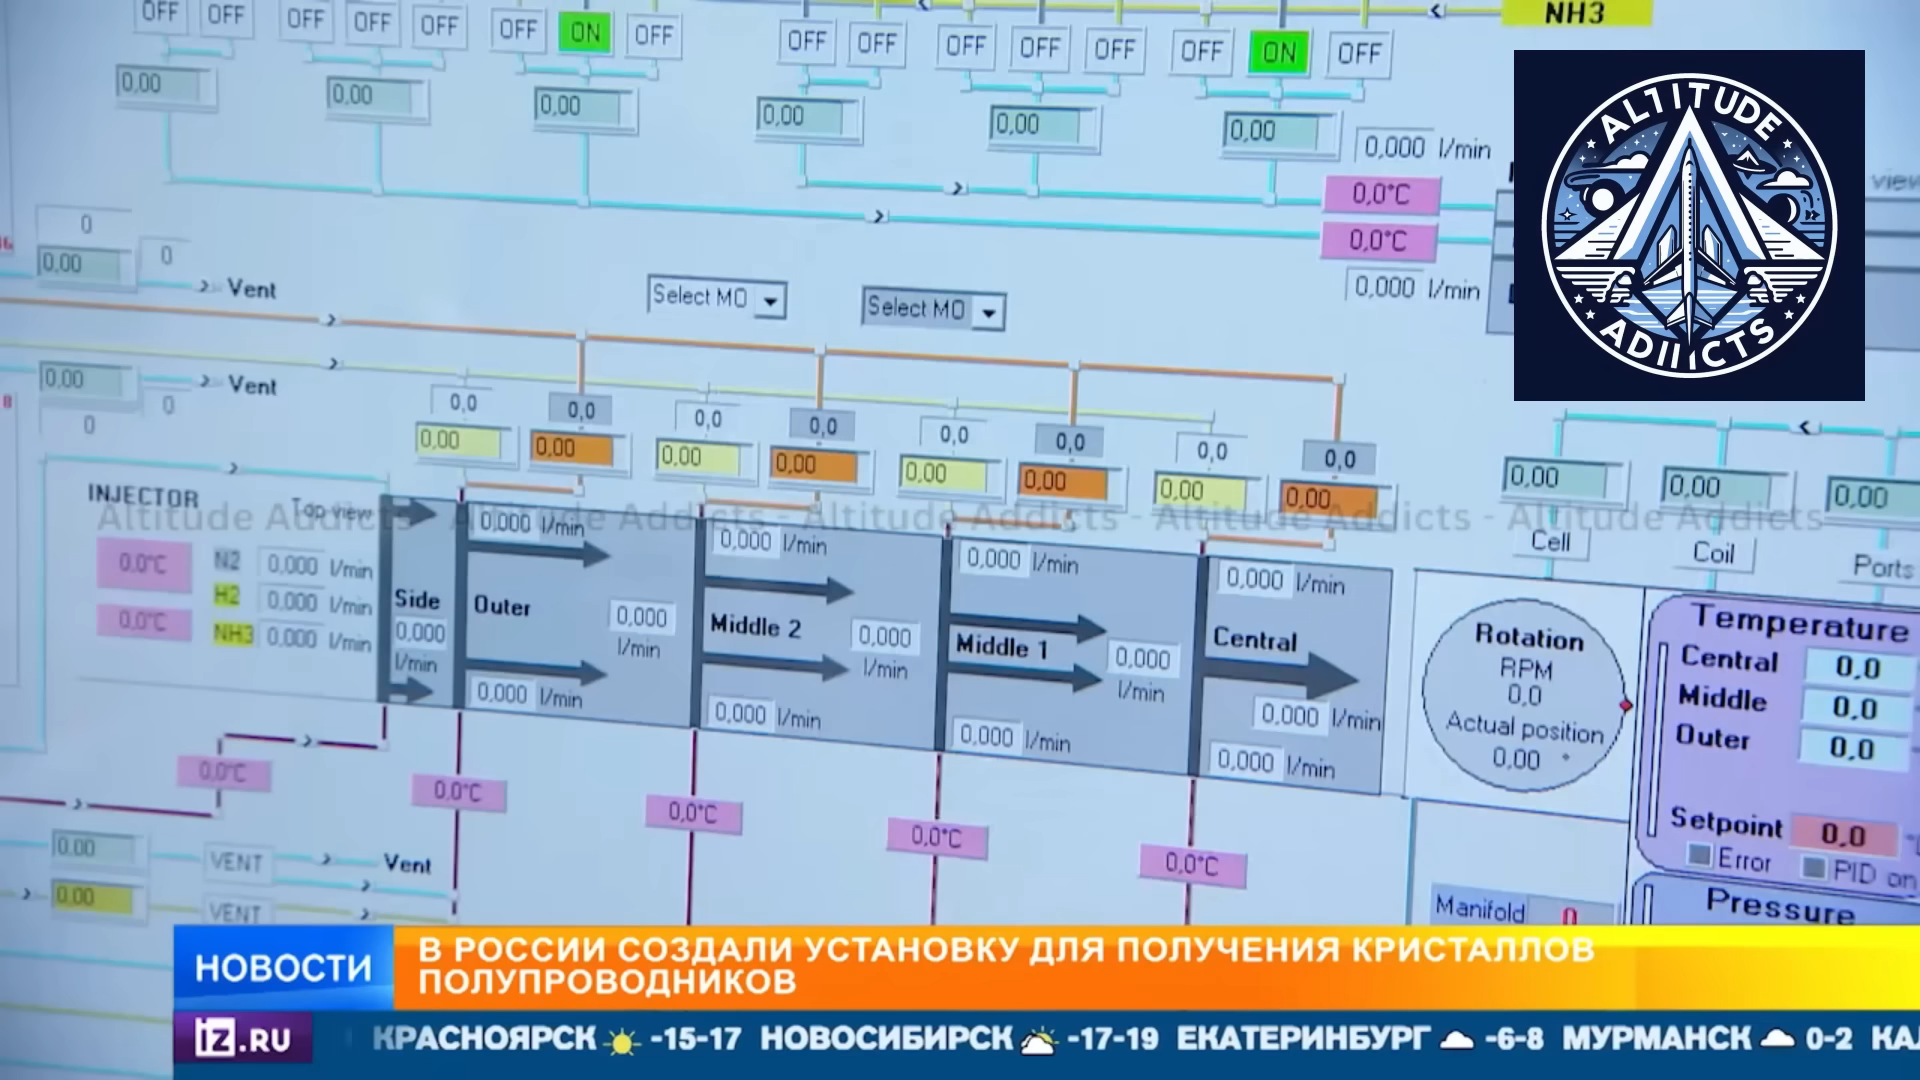 NH3
OFF OFF OFF OFF OFF OFF ON OFF OFF OFF OFF OFF OFF OFF ON OFF
0,00 0,00 0,00 0,00 0,00 0,00
0,000 l/min
0,0°C
0,0°C
0,000 l/min
view
ALTITUDE
ADIICTS
0
0,00 0
Vent
Select MO Select MO
0,00 0
Vent
0
0,0 0,0 0,0 0,0 0,0 0,0 0,0 0,0
0,00 0,00 0,00 0,00 0,00 0,00 0,00 0,00
0,00 0,00 0,00
Cell Coil Ports
Altitude Addicts - Altitude Addicts - Altitude Addicts - Altitude Addicts - Altitude Addicts
INJECTOR Top view
0,0°C N2 0,000 l/min
H2 0,000 l/min
0,0°C NH3 0,000 l/min
Side
0,000
l/min
0,000 l/min
Outer
0,000
l/min
0,000 l/min
0,000 l/min
Middle 2
0,000
l/min
0,000 l/min
0,000 l/min
Middle 1
0,000
l/min
0,000 l/min
0,000 l/min
Central
0,000 l/min
0,000 l/min
Rotation
RPM
0,0
Actual position
0,00 °
Temperature
Central 0,0
Middle 0,0
Outer 0,0
Setpoint 0,0
Error PID on
Pressure
Manifold 0
0,0°C 0,0°C 0,0°C 0,0°C 0,0°C
0,00 VENT Vent
0,00 VENT
НОВОСТИ
В РОССИИ СОЗДАЛИ УСТАНОВКУ ДЛЯ ПОЛУЧЕНИЯ КРИСТАЛЛОВ
ПОЛУПРОВОДНИКОВ
iz.RU
КРАСНОЯРСК -15-17 НОВОСИБИРСК -17-19 ЕКАТЕРИНБУРГ -6-8 МУРМАНСК 0-2 КАЛ